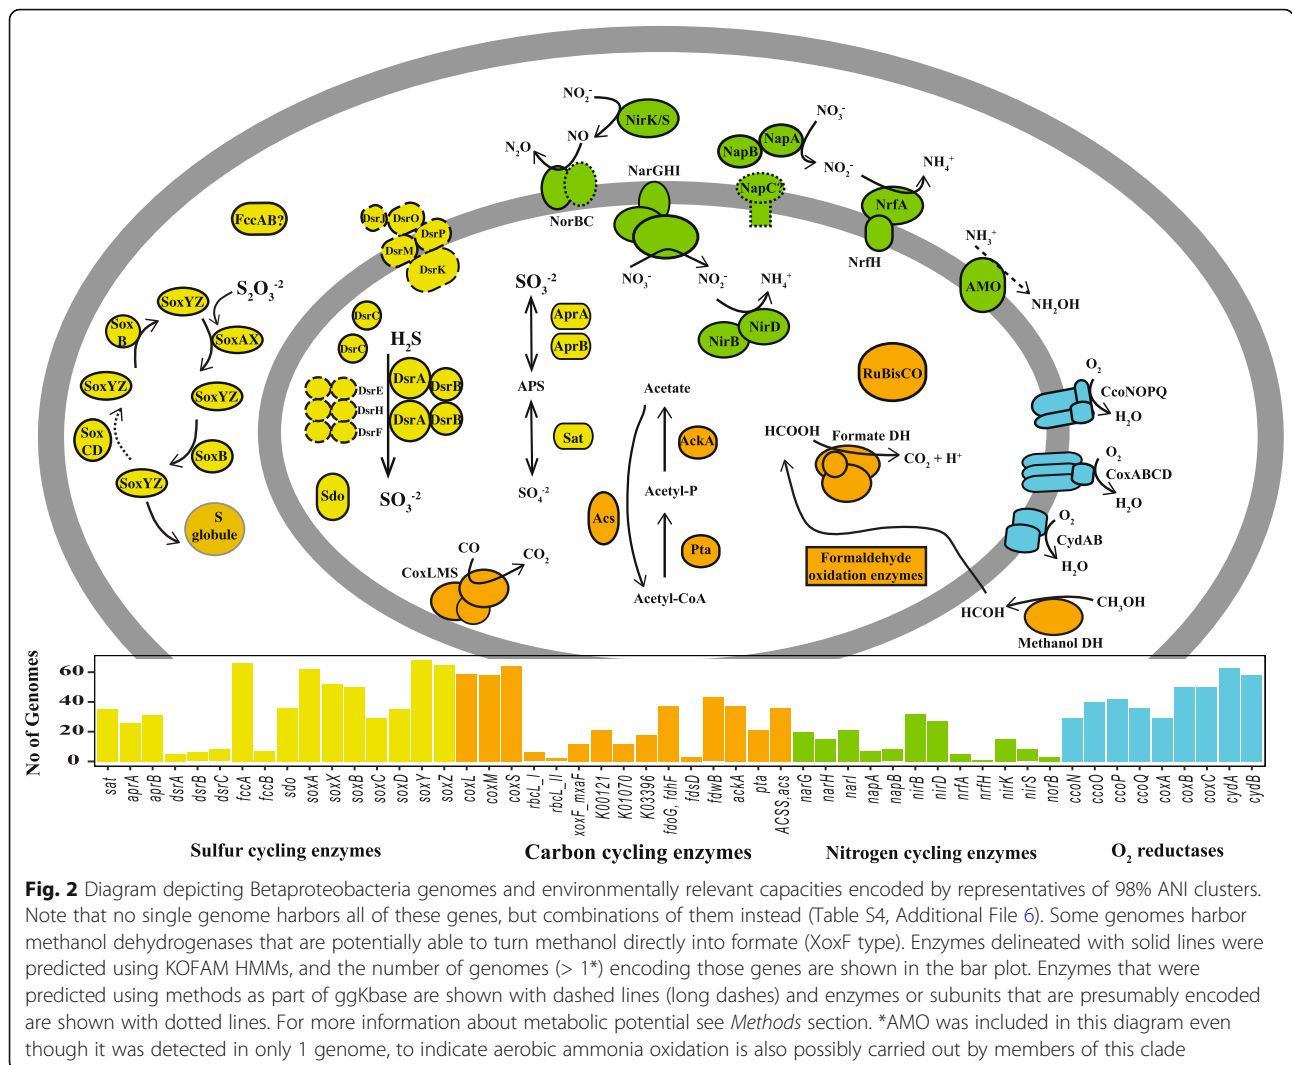 NO2-
NirK/S
NO
N2O
NorBC
NarGHI
NO3-
NO2-
NH4+
NirD
NirB
NapB
NapA
NO3-
NO2-
NapC?
NH4+
NrfA
NrfH
NH3+
AMO
NH2OH
FccAB?
S2O3-2
SoxYZ
Sox
B
SoxAX
SoxYZ
SoxYZ
Sox
CD
SoxB
SoxYZ
S
globule
DsrJ
DsrO
DsrP
DsrM
DsrK
DsrC
DsrC
H2S
DsrE
DsrH
DsrF
DsrA
DsrB
DsrA
DsrB
Sdo
SO3-2
SO3-2
AprA
AprB
APS
Sat
SO4-2
Acetate
AckA
Acetyl-P
Acs
Pta
Acetyl-CoA
CO
CO2
CoxLMS
RuBisCO
HCOOH
Formate DH
CO2 + H+
Formaldehyde
oxidation enzymes
HCOH
CH3OH
Methanol DH
O2
CcoNOPQ
H2O
O2
CoxABCD
H2O
O2
CydAB
H2O
No of Genomes
60
40
20
0
sat
aprA
aprB
dsrA
dsrB
dsrC
fccA
fccB
sdo
soxA
soxX
soxB
soxC
soxD
soxY
soxZ
coxL
coxM
coxS
rbcL_I
rbcL_II
xoxF_mxaF
K00121
K01070
K03396
fdoG, fdhF
fdsD
fdwB
ackA
pta
ACSS,acs
narG
narH
narI
napA
napB
nirB
nirD
nrfA
nrfH
nirK
nirS
norB
ccoN
ccoO
ccoP
ccoQ
coxA
coxB
coxC
cydA
cydB
Sulfur cycling enzymes
Carbon cycling enzymes
Nitrogen cycling enzymes
O2 reductases
Fig. 2 Diagram depicting Betaproteobacteria genomes and environmentally relevant capacities encoded by representatives of 98% ANI clusters.
Note that no single genome harbors all of these genes, but combinations of them instead (Table S4, Additional File 6). Some genomes harbor
methanol dehydrogenases that are potentially able to turn methanol directly into formate (XoxF type). Enzymes delineated with solid lines were
predicted using KOFAM HMMs, and the number of genomes (> 1*) encoding those genes are shown in the bar plot. Enzymes that were
predicted using methods as part of ggKbase are shown with dashed lines (long dashes) and enzymes or subunits that are presumably encoded
are shown with dotted lines. For more information about metabolic potential see Methods section. *AMO was included in this diagram even
though it was detected in only 1 genome, to indicate aerobic ammonia oxidation is also possibly carried out by members of this clade